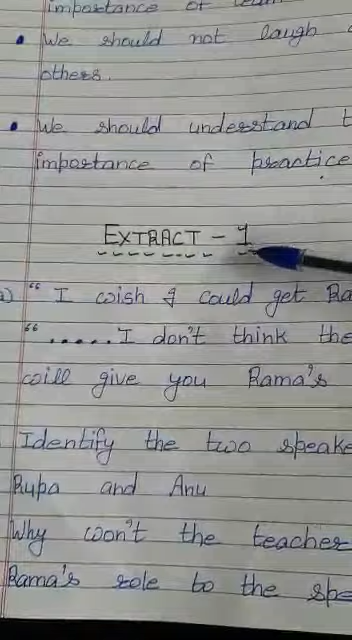 importance of
• We should not laugh
others.
• We should understand t
importance of practice
EXTRACT - 1
a) " I wish I could get Ra
" ..... I don't think the
will give you Rama's
Identify the two speake
Rupa and Anu
Why won't the teacher
Rama's role to the spe